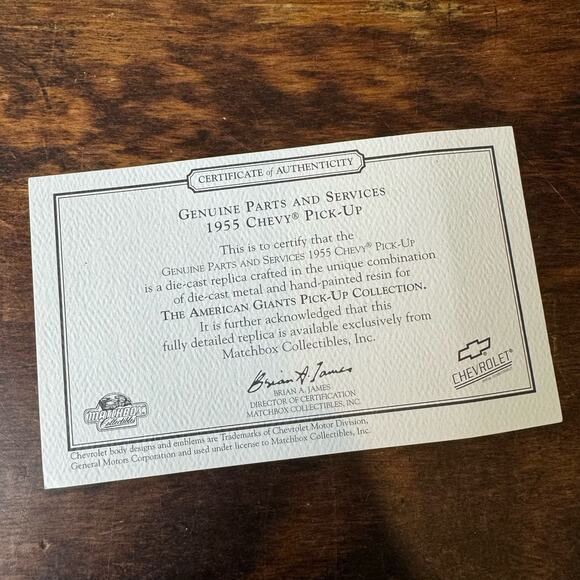 CERTIFICATE of AUTHENTICITY
GENUINE PARTS AND SERVICES
1955 CHEVY® PICK-UP
This is to certify that the
GENUINE PARTS AND SERVICES 1955 CHEVY® PICK-UP
is a die-cast replica crafted in the unique combination
of die-cast metal and hand-painted resin for
THE AMERICAN GIANTS PICK-UP COLLECTION.
It is further acknowledged that this
fully detailed replica is available exclusively from
Matchbox Collectibles, Inc.
Brian A. James
BRIAN A. JAMES
DIRECTOR OF CERTIFICATION
MATCHBOX COLLECTIBLES, INC.
MATCHBOX
Collectibles
CHEVROLET®
Chevrolet body designs and emblems are Trademarks of Chevrolet Motor Division,
General Motors Corporation and used under license to Matchbox Collectibles, Inc.